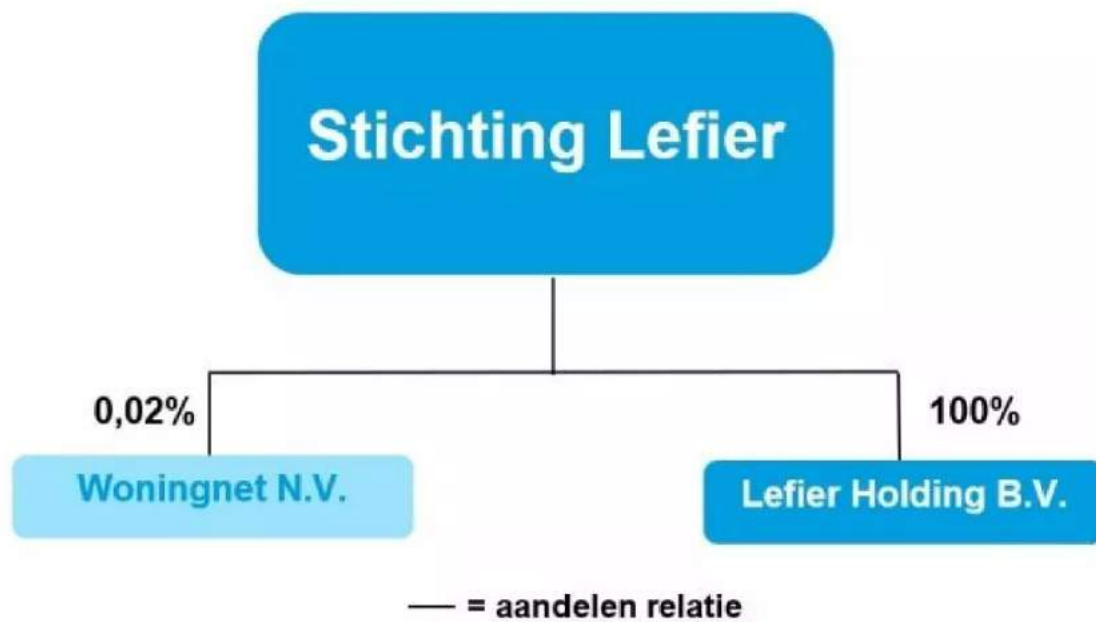 Stichting Lefier
0,02%
100%
Woningnet N.V.
Lefier Holding B.V.
= aandelen relatie